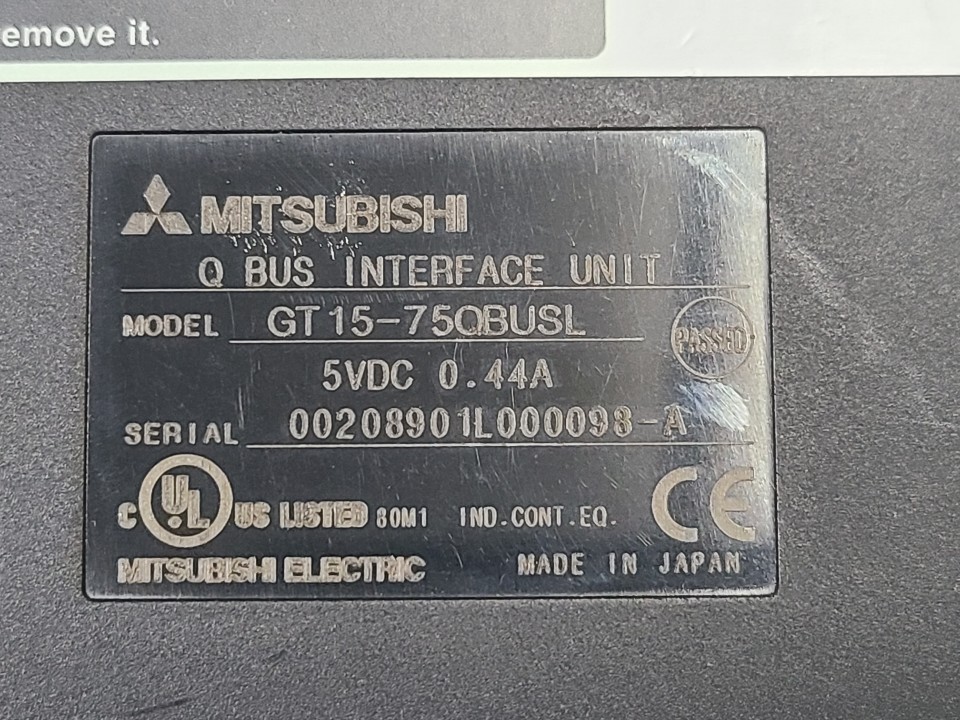 emove it.
MITSUBISHI
Q BUS INTERFACE UNIT
MODEL GT15-75QBUSL
PASSED
5VDC 0.44A
SERIAL 00208901L000098-A
C UL US LISTED 80M1 IND.CONT.EQ. CE
MITSUBISHI ELECTRIC MADE IN JAPAN